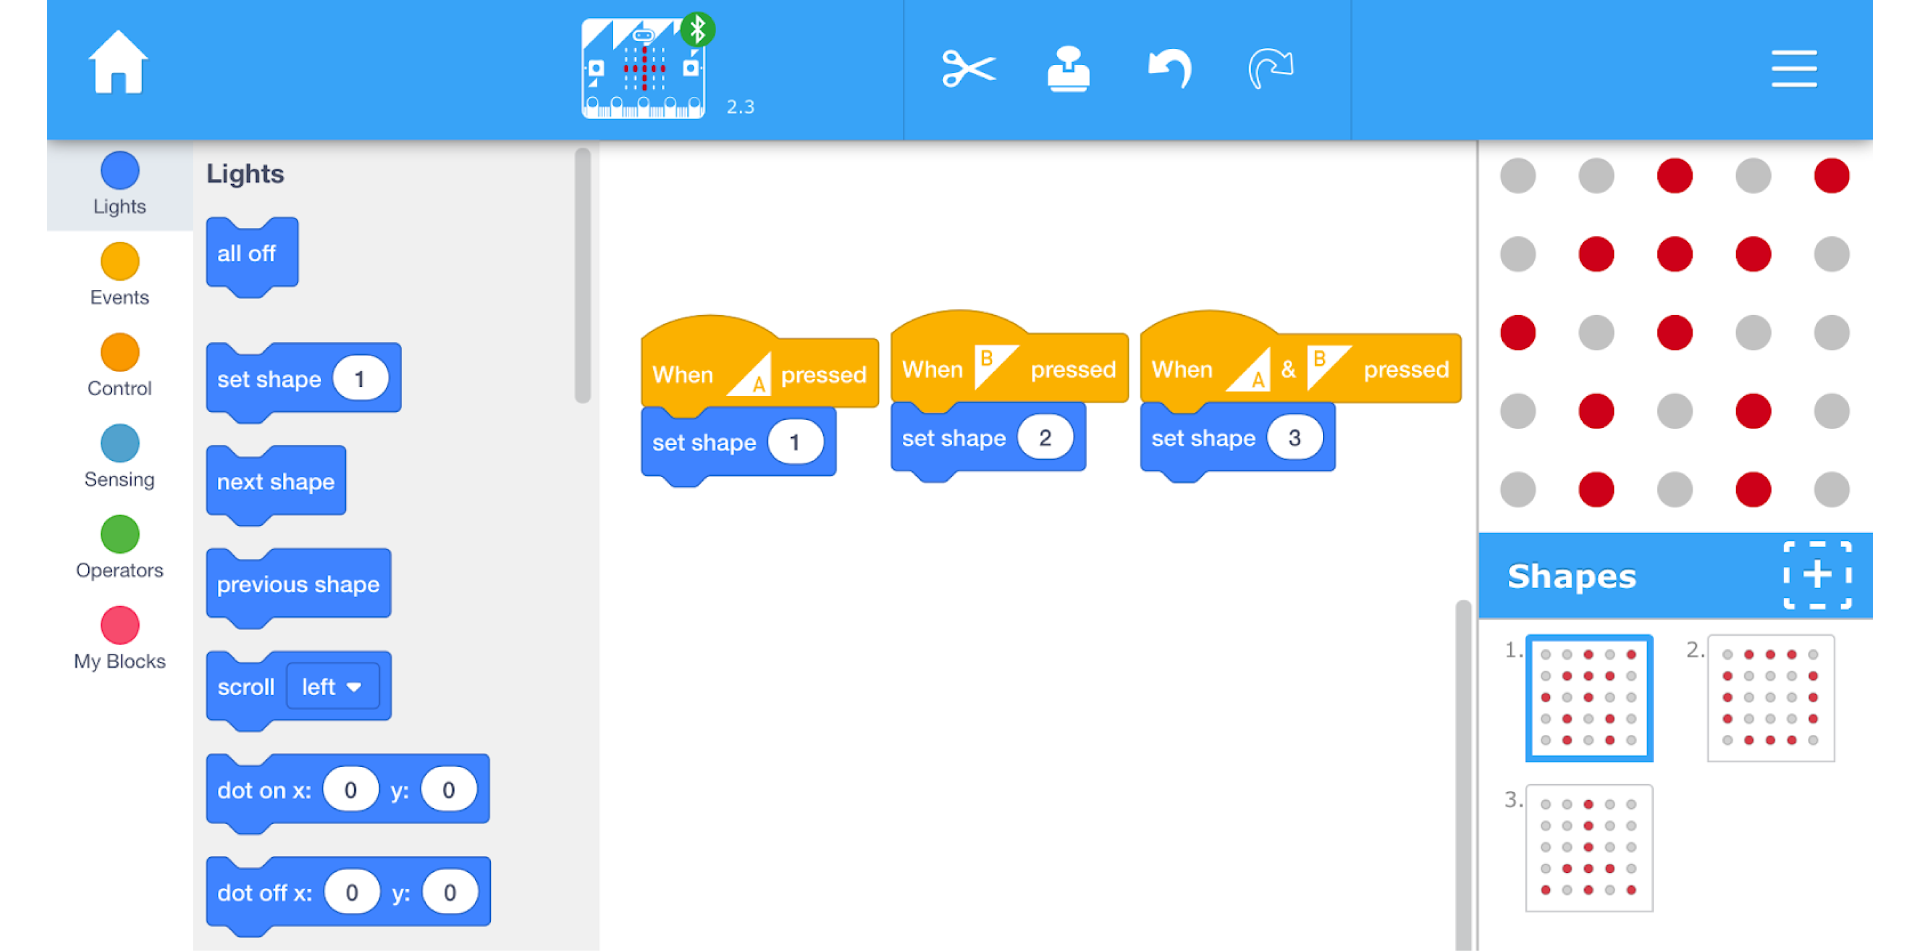 2.3
Lights
Events
Control
Sensing
Operators
My Blocks
Lights
all off
set shape 1
next shape
previous shape
scroll left
dot on x: 0 y: 0
dot off x: 0 y: 0
When A pressed
set shape 1
When B pressed
set shape 2
When A & B pressed
set shape 3
Shapes
1.
2.
3.